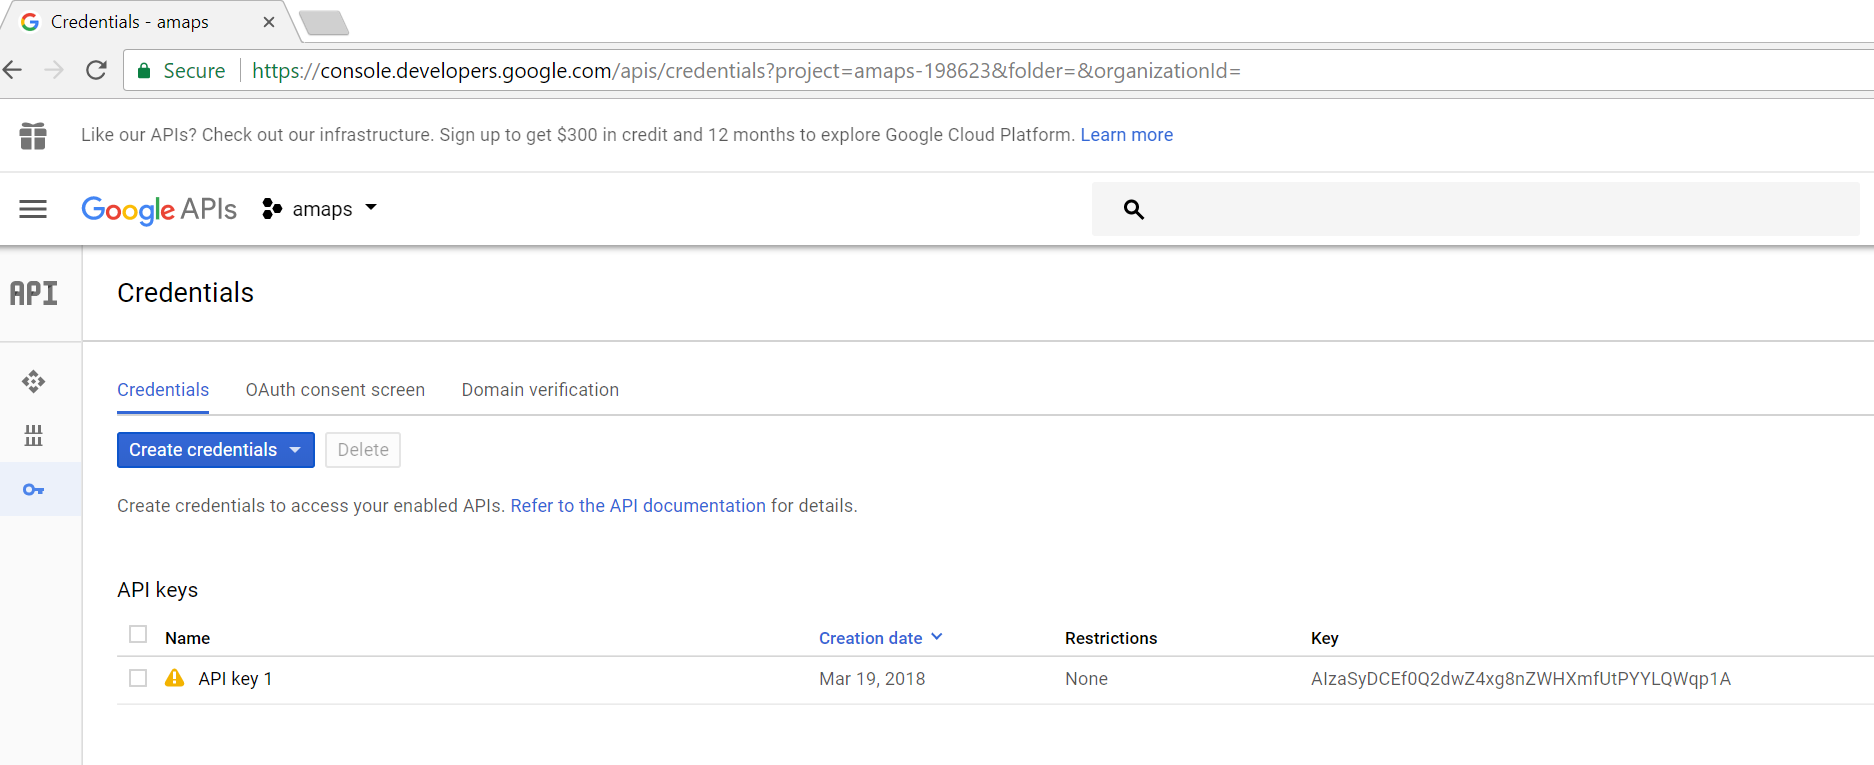 Credentials - amaps
Secure https://console.developers.google.com/apis/credentials?project=amaps-198623&folder=&organizationId=
Like our APIs? Check out our infrastructure. Sign up to get $300 in credit and 12 months to explore Google Cloud Platform. Learn more
Google APIs amaps
API
Credentials
Credentials OAuth consent screen Domain verification
Create credentials Delete
Create credentials to access your enabled APIs. Refer to the API documentation for details.
API keys
Name Creation date Restrictions Key
API key 1 Mar 19, 2018 None AIzaSyDCEf0Q2dwZ4xg8nZWHXmfUtPYYLQWqp1A